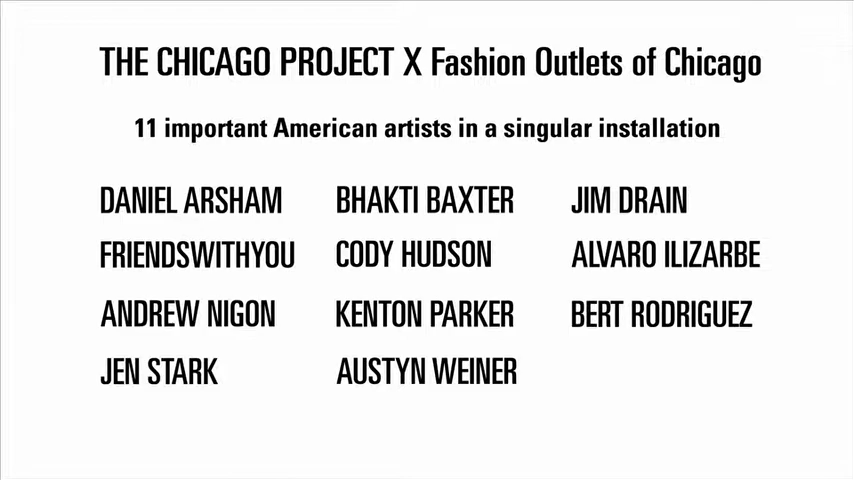 THE CHICAGO PROJECT X Fashion Outlets of Chicago
11 important American artists in a singular installation
DANIEL ARSHAM BHAKTI BAXTER JIM DRAIN
FRIENDSWITHYOU CODY HUDSON ALVARO ILIZARBE
ANDREW NIGON KENTON PARKER BERT RODRIGUEZ
JEN STARK AUSTYN WEINER